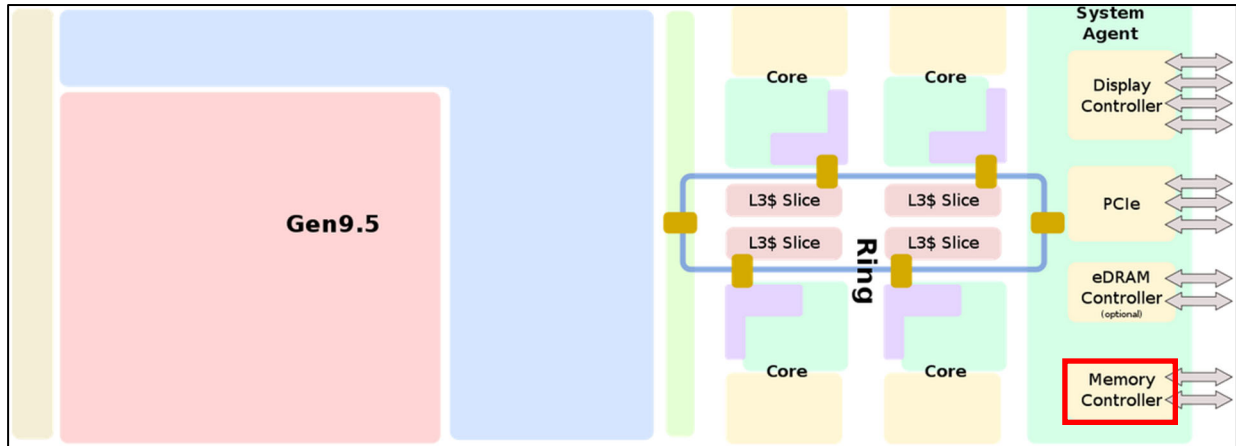 Gen9.5
Core
Core
L3$ Slice
L3$ Slice
L3$ Slice
L3$ Slice
Ring
Core
Core
System
Agent
Display
Controller
PCIe
eDRAM
Controller
(optional)
Memory
Controller